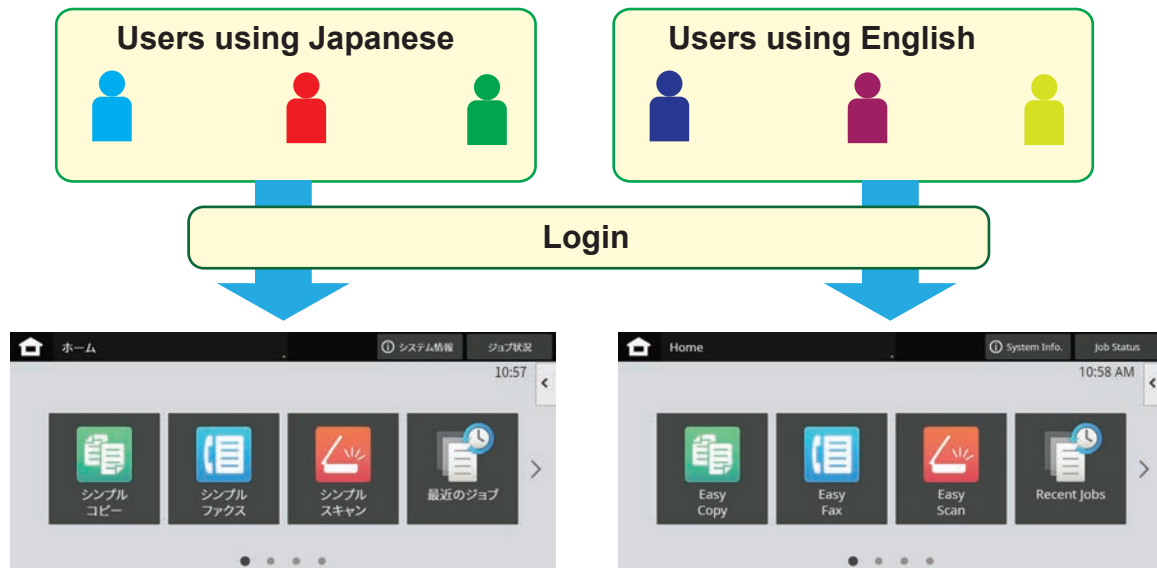 Users using Japanese
Users using English
Login
ホーム
システム情報
ジョブ状況
10:57
シンプル
コピー
シンプル
ファクス
シンプル
スキャン
最近のジョブ
Home
System Info.
Job Status
10:58 AM
Easy
Copy
Easy
Fax
Easy
Scan
Recent Jobs